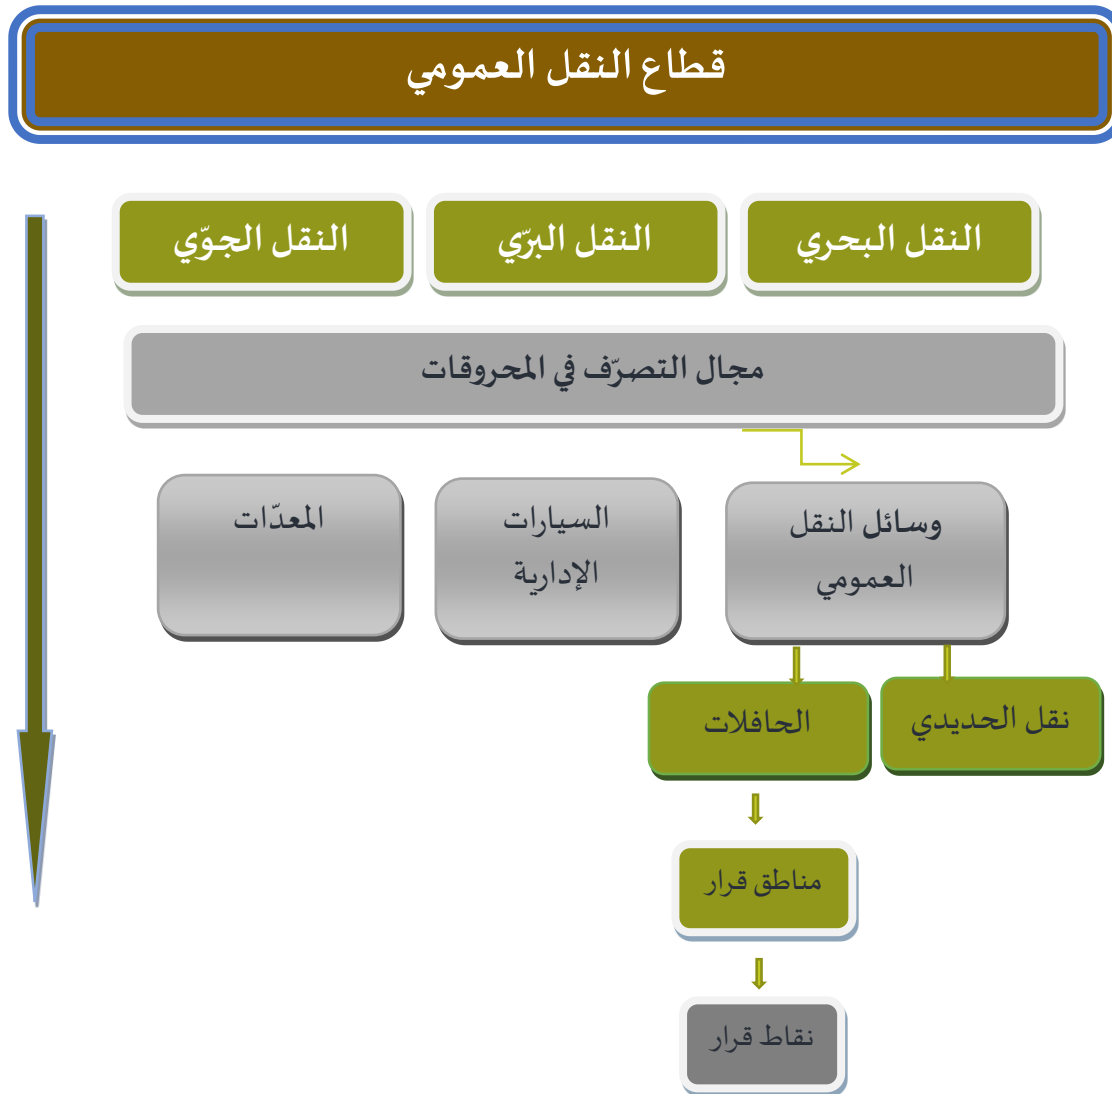 قطاع النقل العمومي
النقل البحري
النقل البرّي
النقل الجوّي
مجال التصرّف في المحروقات
وسائل النقل
العمومي
السيارات
الإدارية
المعدّات
نقل الحديدي
الحافلات
مناطق قرار
نقاط قرار